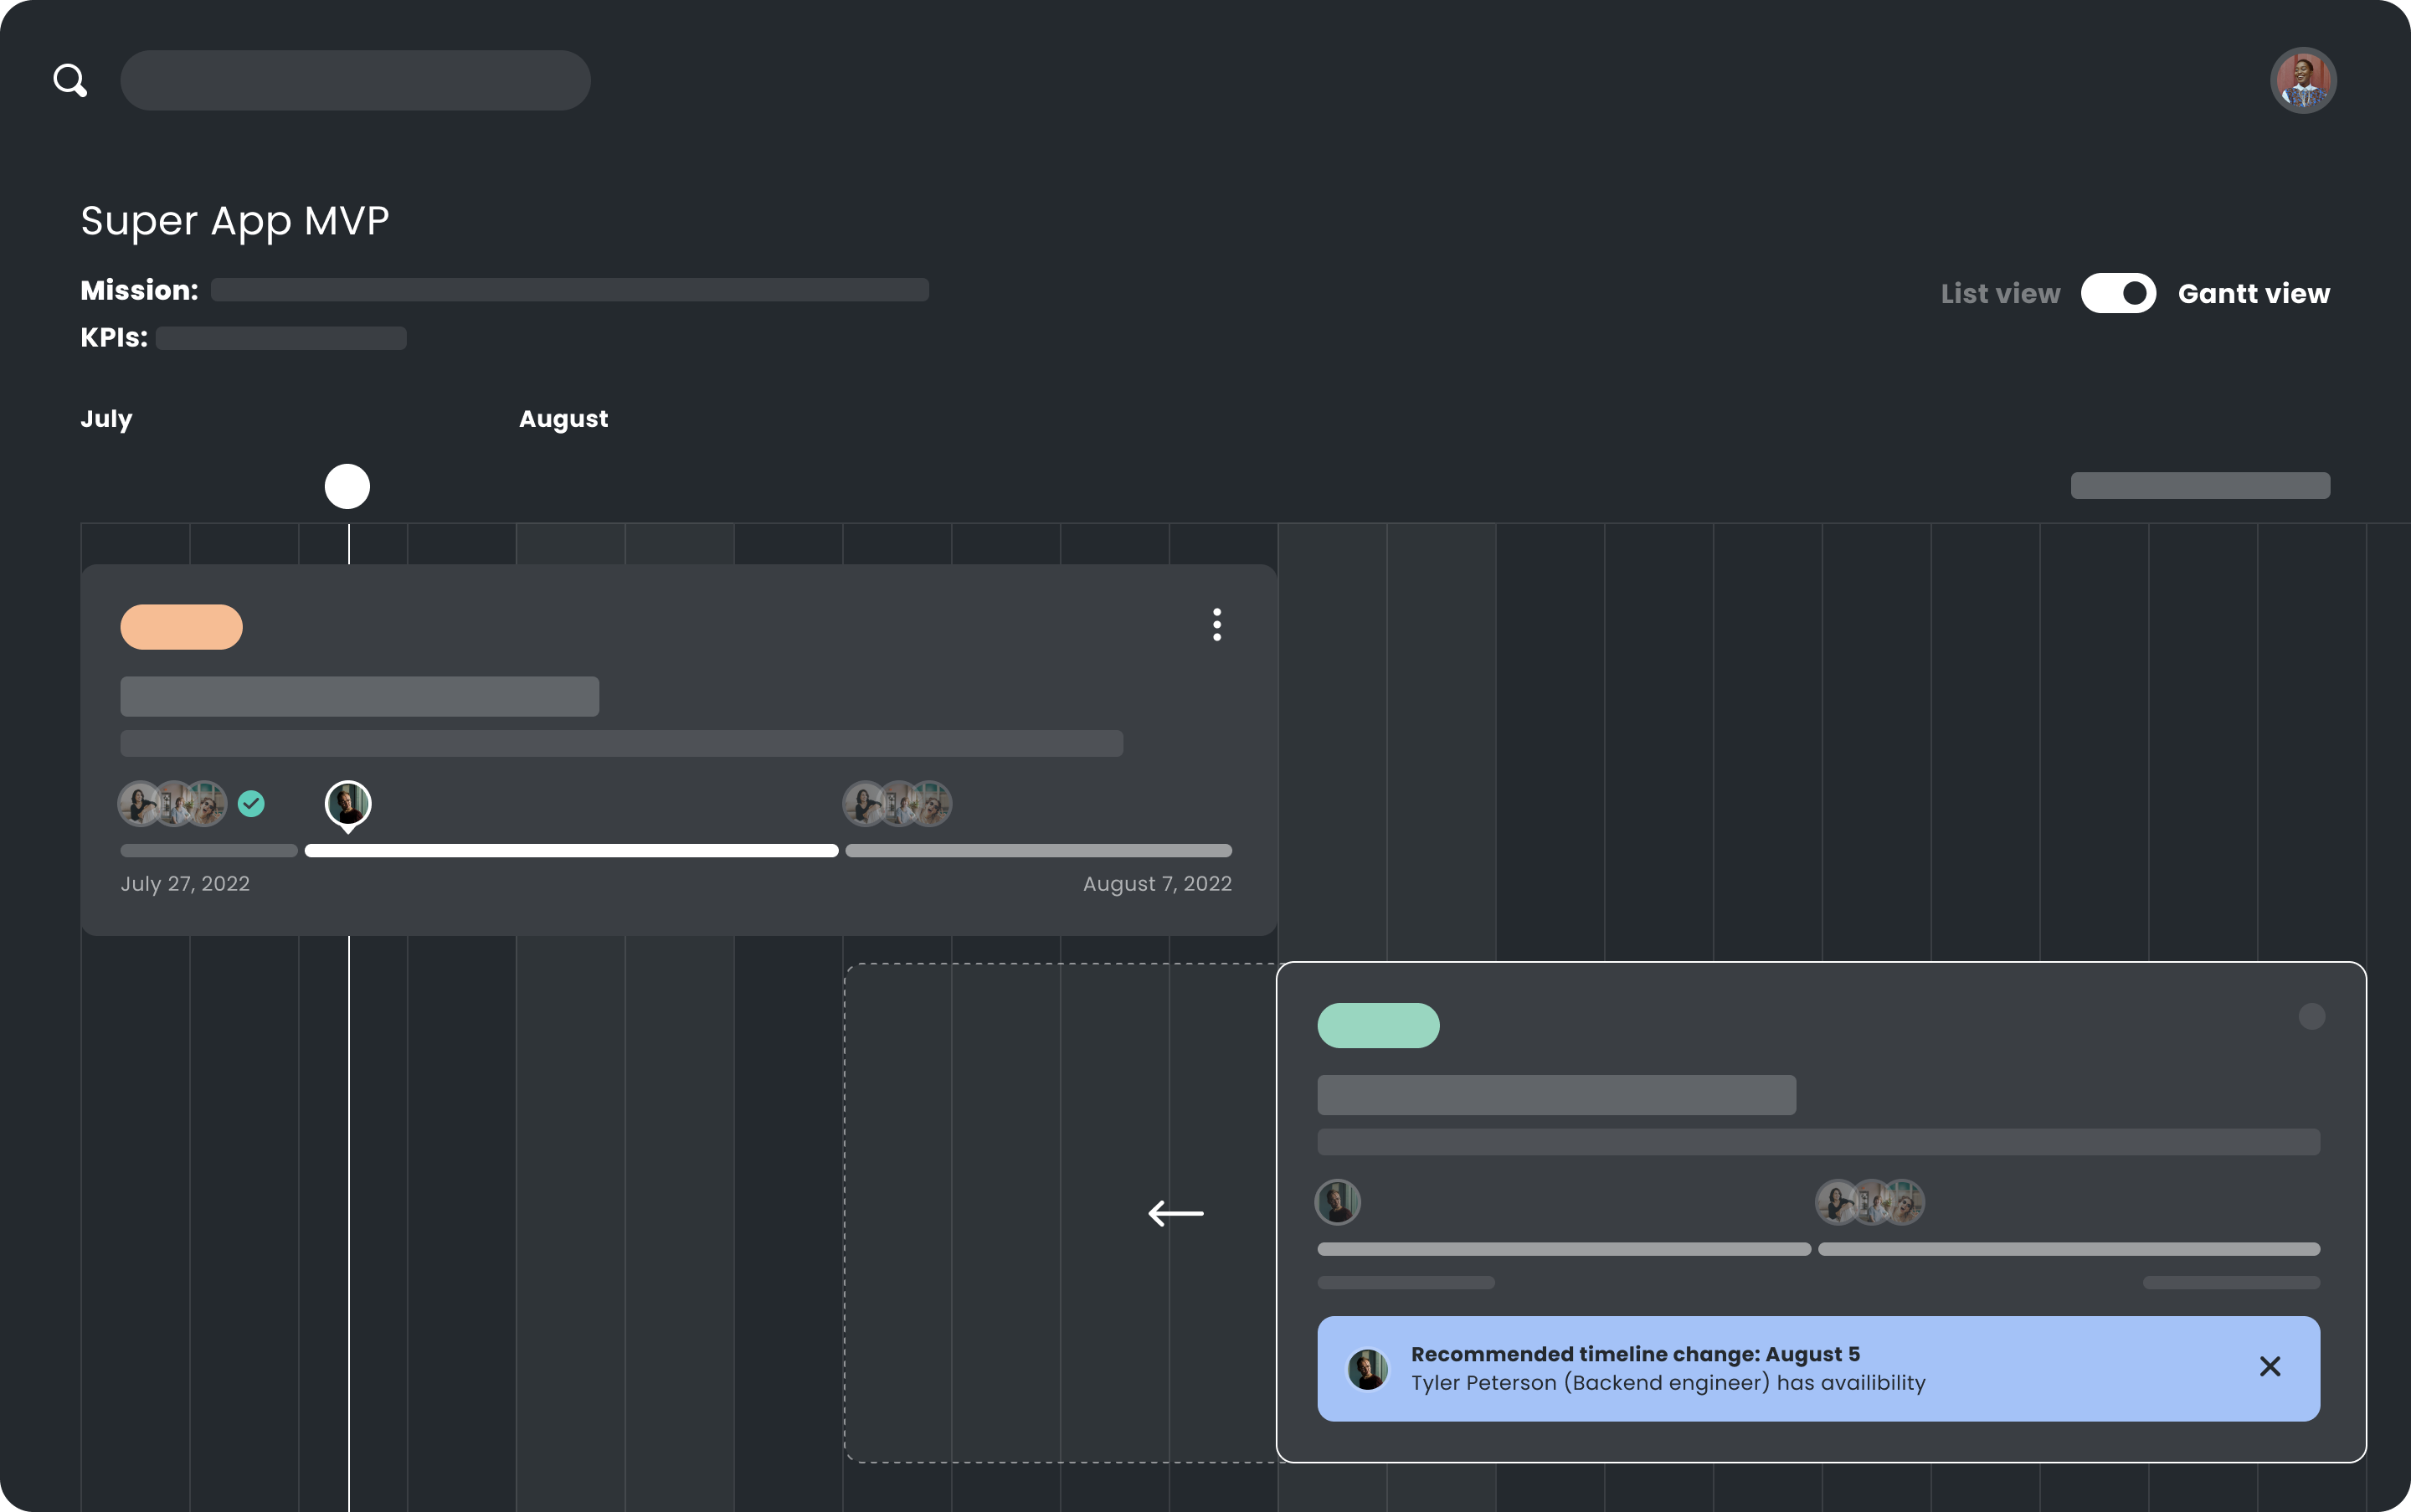 Super App MVP
Mission:
KPIs:
List view
Gantt view
July
August
July 27, 2022
August 7, 2022
Recommended timeline change: August 5
Tyler Peterson (Backend engineer) has availibility